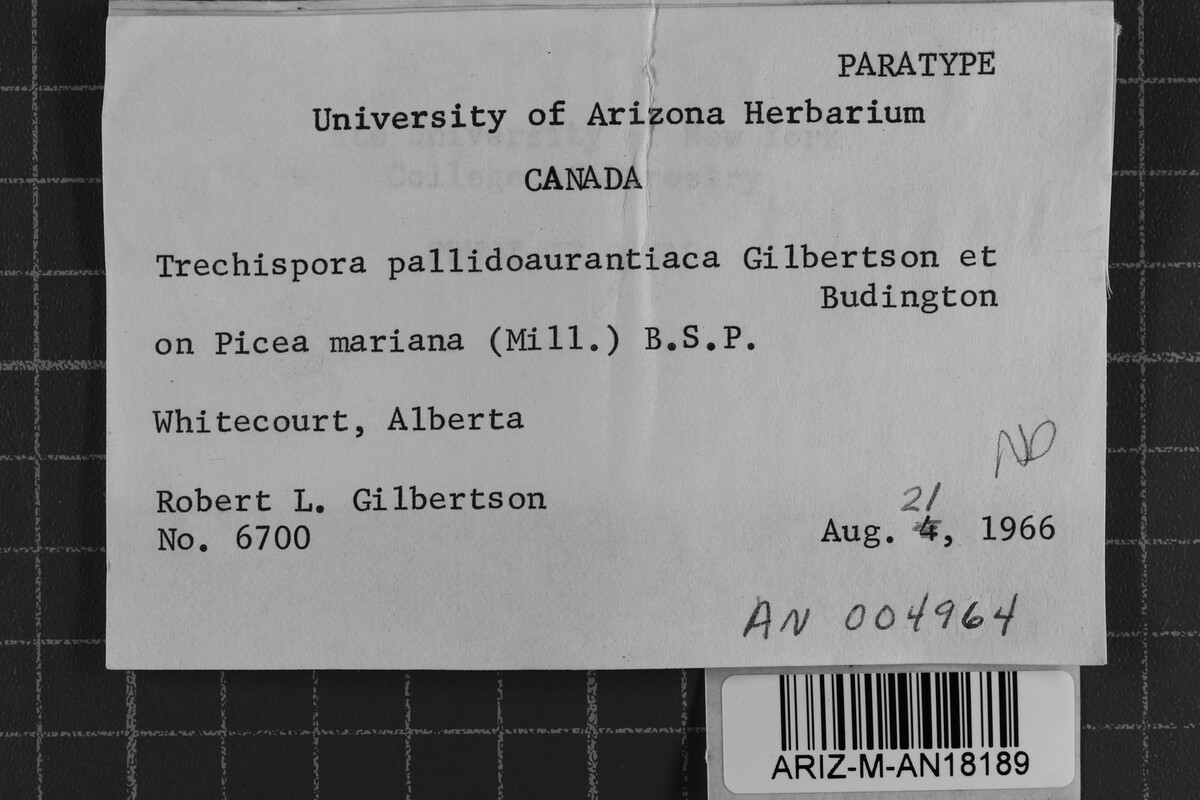 PARATYPE
University of Arizona Herbarium
CANADA
Trechispora pallidoaurantiaca Gilbertson et
Budington
on Picea mariana (Mill.) B.S.P.
Whitecourt, Alberta
ND
Robert L. Gilbertson
21
No. 6700
Aug. 4, 1966
AN 004964
ARIZ-M-AN18189